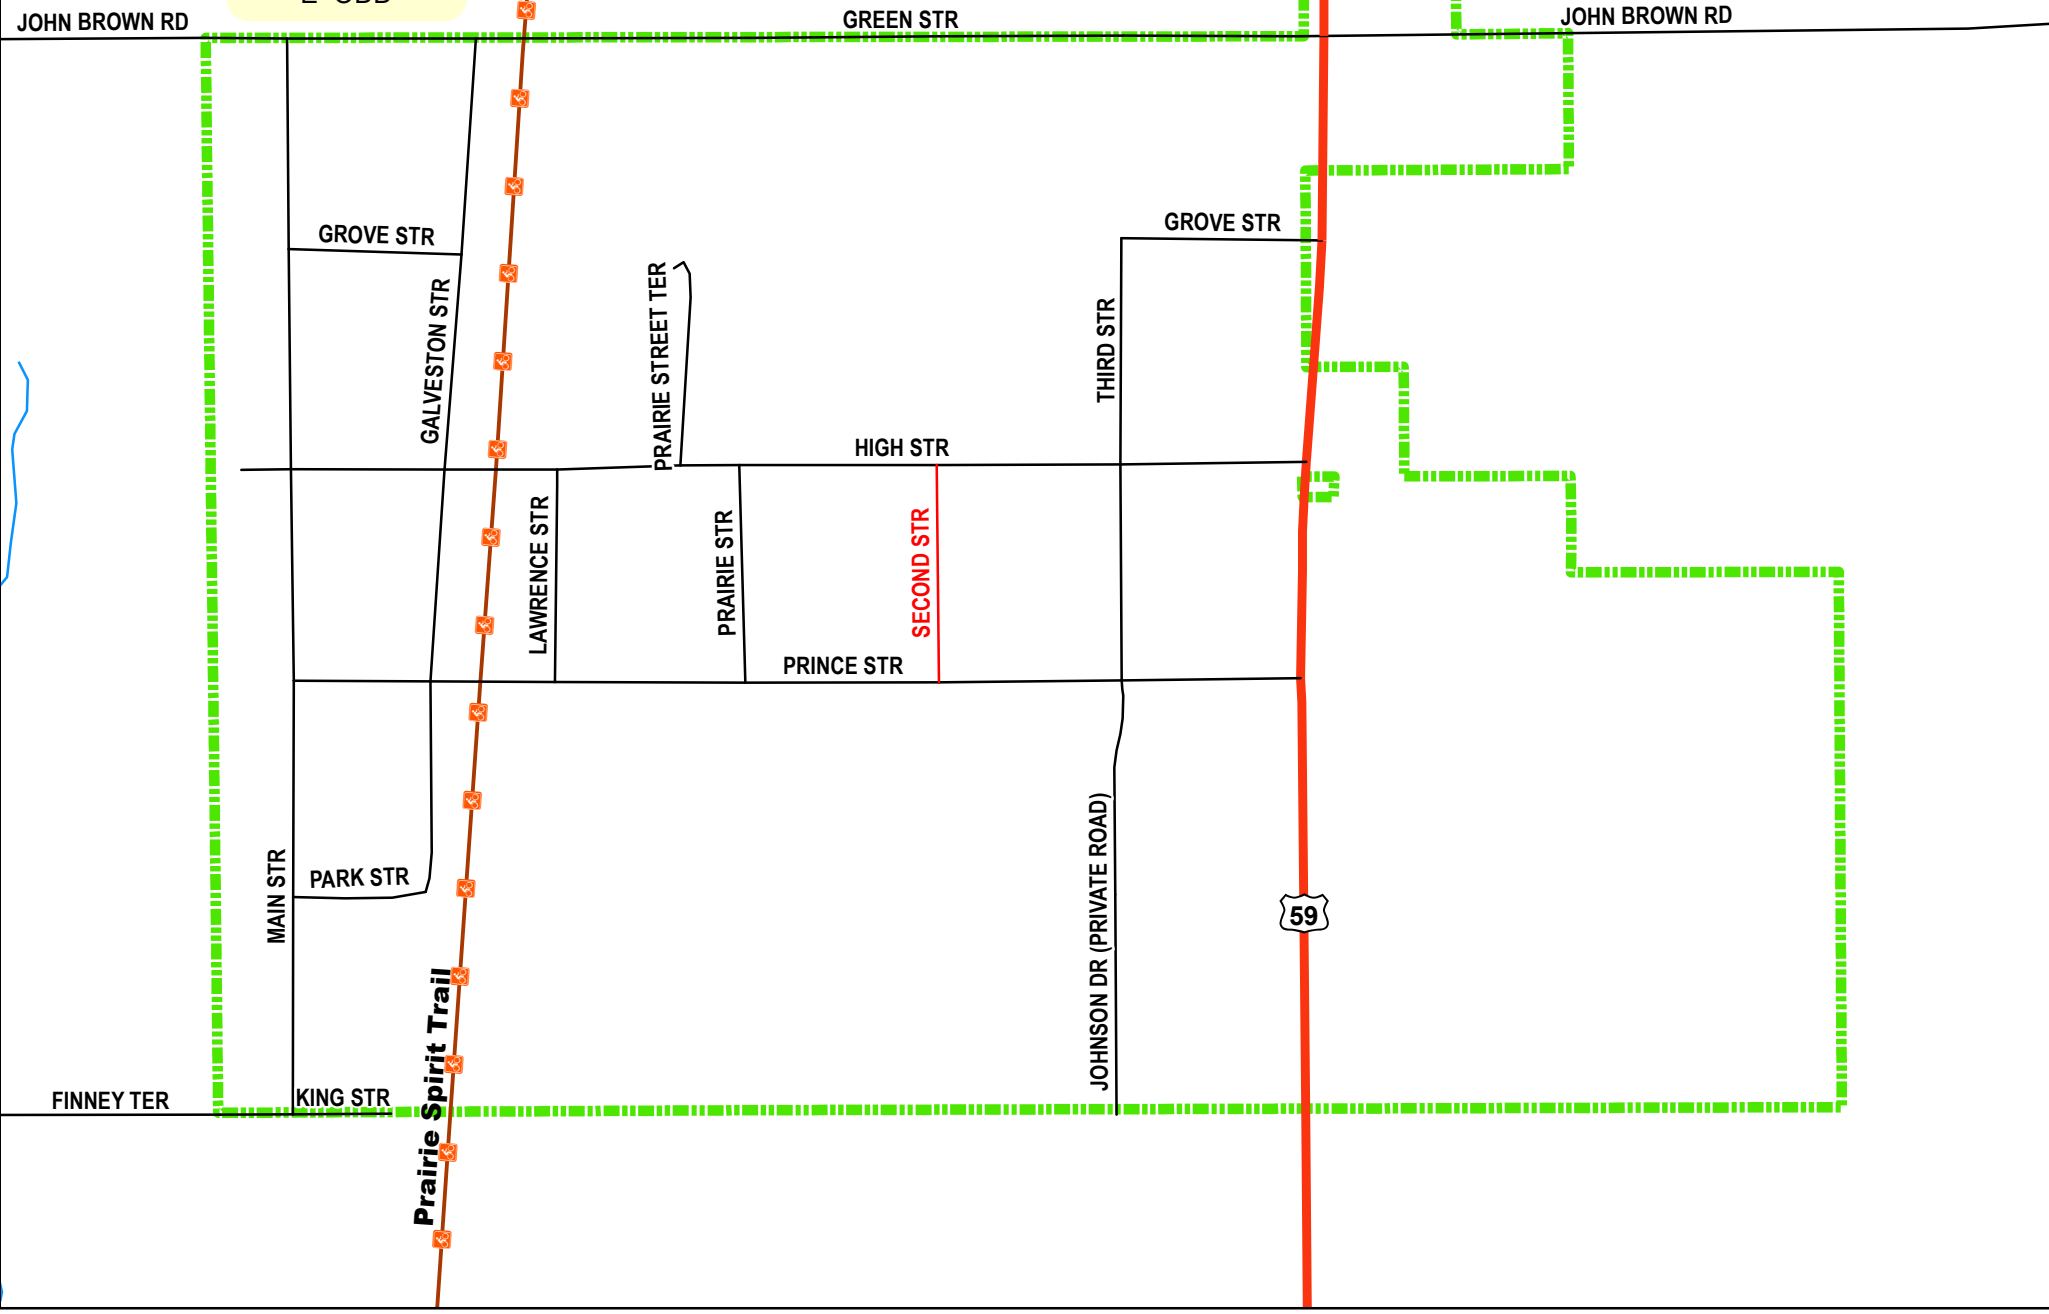 JOHN BROWN RD
GREEN STR
JOHN BROWN RD
GROVE STR
GROVE STR
GALVESTON STR
PRAIRIE STREET TER
THIRD STR
HIGH STR
LAWRENCE STR
PRAIRIE STR
SECOND STR
PRINCE STR
MAIN STR
PARK STR
JOHNSON DR (PRIVATE ROAD)
59
Prairie Spirit Trail
FINNEY TER
KING STR